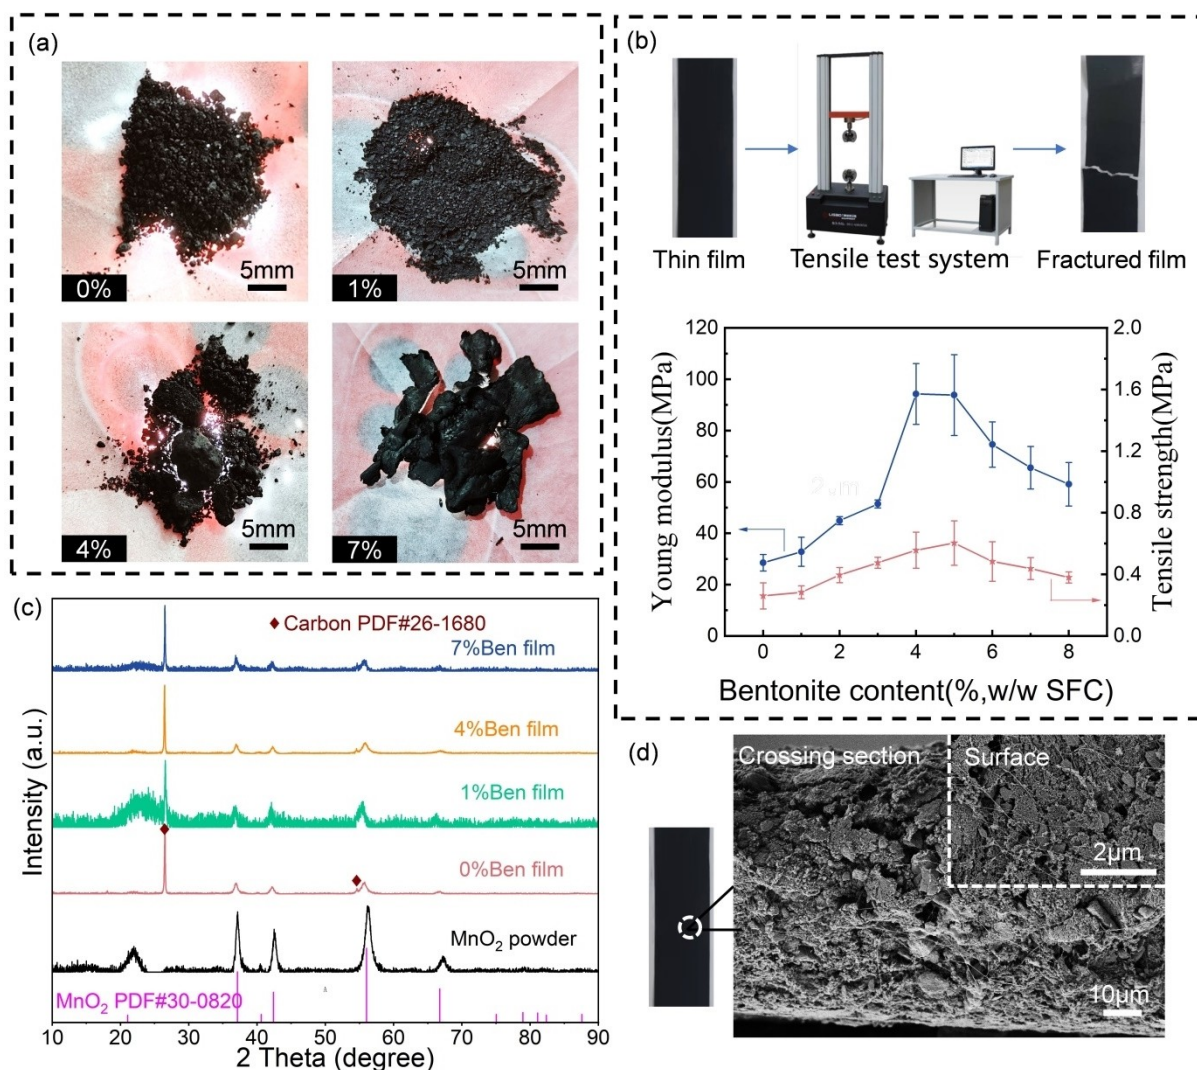 (a)
0%
5mm
1%
5mm
4%
5mm
7%
5mm
(b)
Thin film
Tensile test system
Fractured film
Young modulus(MPa)
120
100
80
60
40
20
0
Tensile strength(MPa)
2.0
1.6
1.2
0.8
0.4
0.0
0 2 4 6 8
Bentonite content(%,w/w SFC)
(c)
Intensity (a.u.)
Carbon PDF#26-1680
7%Ben film
4%Ben film
1%Ben film
0%Ben film
MnO₂ powder
MnO₂ PDF#30-0820
10 20 30 40 50 60 70 80 90
2 Theta (degree)
(d)
Crossing section
Surface
2μm
10μm